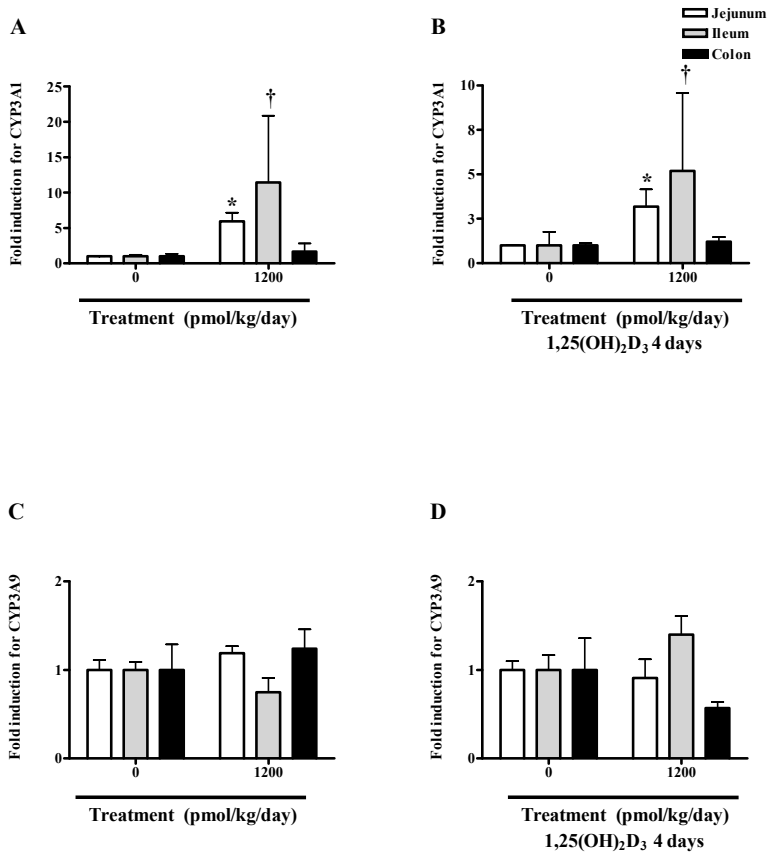 Jejunum
Ileum
Colon
A
Fold induction for CYP3A1
25
20
15
10
5
0
†
*
0 1200
Treatment (pmol/kg/day)
B
Fold induction for CYP3A1
10
8
5
3
0
†
*
0 1200
Treatment (pmol/kg/day)
1,25(OH)₂D₃ 4 days
C
Fold induction for CYP3A9
2
1
0
0 1200
Treatment (pmol/kg/day)
D
Fold induction for CYP3A9
2
1
0
0 1200
Treatment (pmol/kg/day)
1,25(OH)₂D₃ 4 days